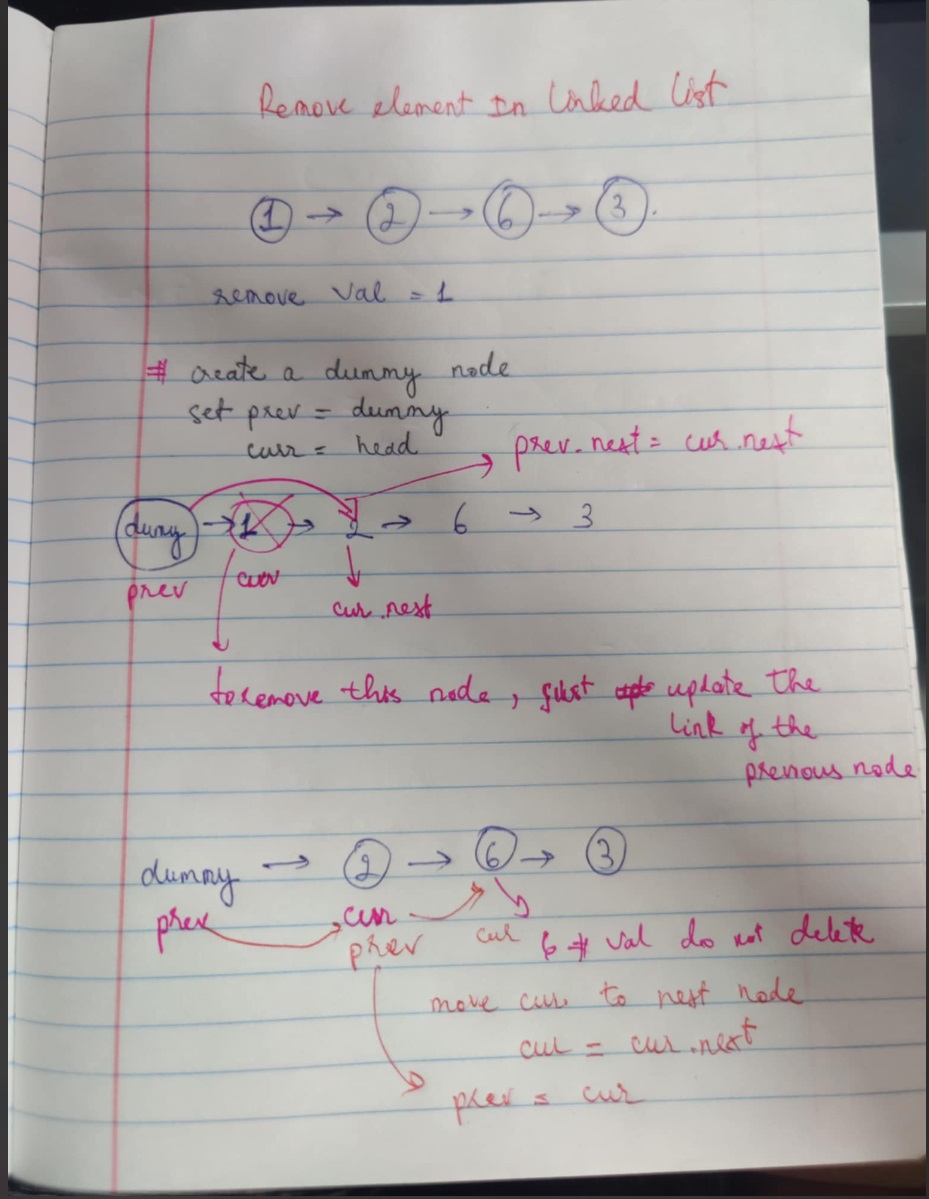 Remove element In Linked List
1 → 2 → 6 → 3.
remove val = 1
# create a dummy node
set prev = dummy
curr = head
prev.next = cur.next
dumy → 1 → 2 → 6 → 3
prev
curr
cur.next
to remove this node, just update the
link of the
previous node
dummy → 2 → 6 → 3
prev cur
prev cur 6 ≠ val do not delete
move cur to next node
cur = cur.next
prev = cur